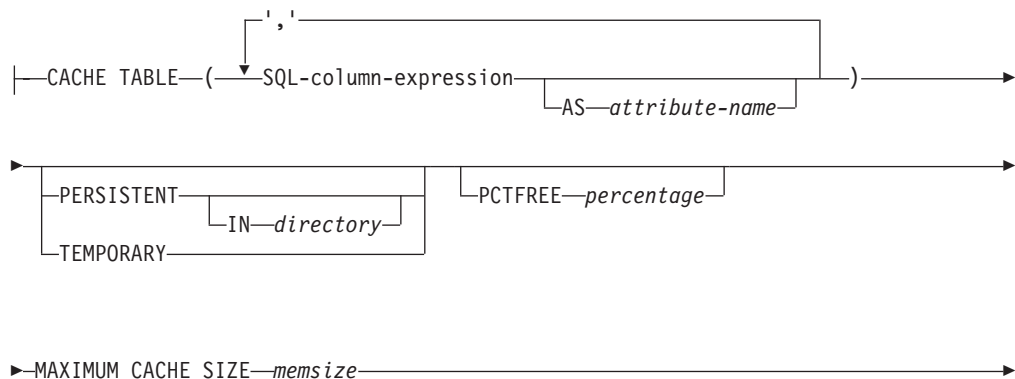 ','
CACHE TABLE ( SQL-column-expression )
AS attribute-name
PERSISTENT PCTFREE percentage
IN directory
TEMPORARY
MAXIMUM CACHE SIZE memsize